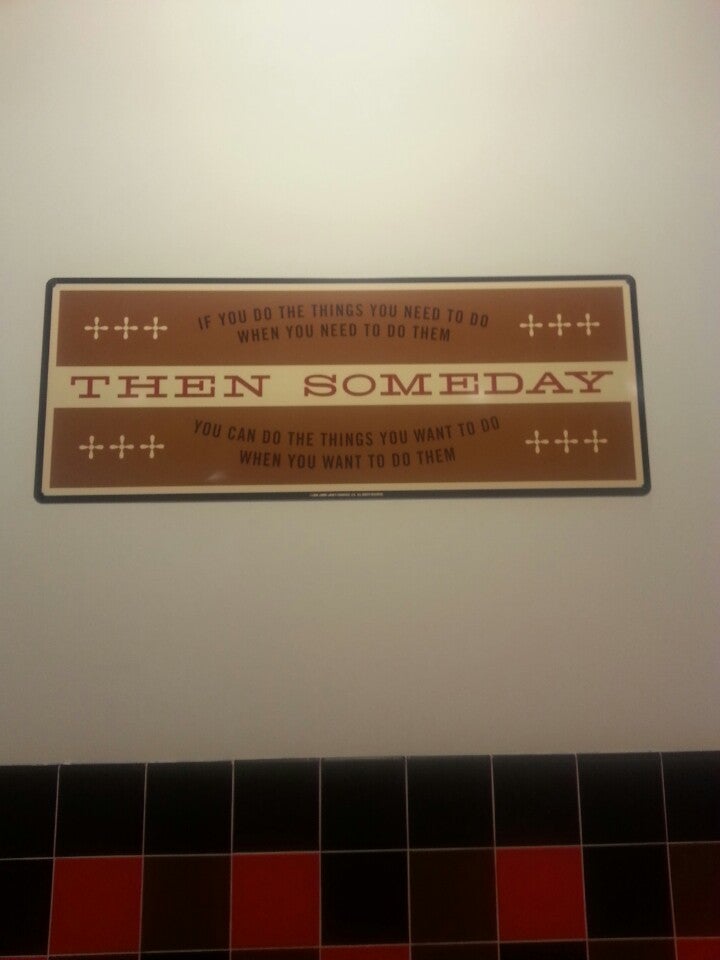 IF YOU DO THE THINGS YOU NEED TO DO
WHEN YOU NEED TO DO THEM
THEN SOMEDAY
YOU CAN DO THE THINGS YOU WANT TO DO
WHEN YOU WANT TO DO THEM